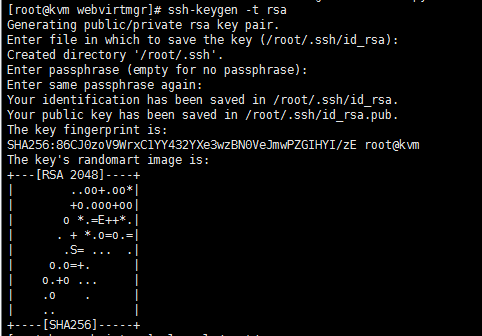 [root@kvm webvirtmgr]# ssh-keygen -t rsa
Generating public/private rsa key pair.
Enter file in which to save the key (/root/.ssh/id_rsa):
Created directory '/root/.ssh'.
Enter passphrase (empty for no passphrase):
Enter same passphrase again:
Your identification has been saved in /root/.ssh/id_rsa.
Your public key has been saved in /root/.ssh/id_rsa.pub.
The key fingerprint is:
SHA256:86CJ0zoV9WrxClYY432YXe3wzBN0VeJmwPZGIHYI/zE root@kvm
The key's randomart image is:
+---[RSA 2048]----+
|        ..oo+.oo*|
|        +o.ooo+oo|
|       o *.=E++*.|
|      . + *.o=o.=|
|       .S= ...  .|
|     o.o=+.      |
|    o.+o ...     |
|    .o    .      |
|    ..           |
+----[SHA256]-----+